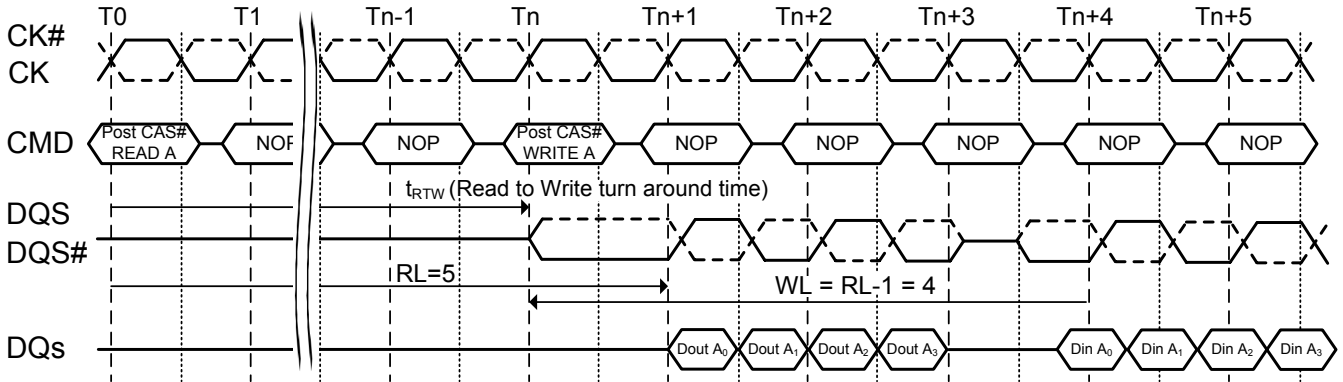 T0 T1 Tn-1 Tn Tn+1 Tn+2 Tn+3 Tn+4 Tn+5
CK#
CK
CMD Post CAS# READ A NOP NOP Post CAS# WRITE A NOP NOP NOP NOP NOP
tRTW (Read to Write turn around time)
DQS
DQS#
RL=5 WL = RL-1 = 4
DQs Dout A0 Dout A1 Dout A2 Dout A3 Din A0 Din A1 Din A2 Din A3